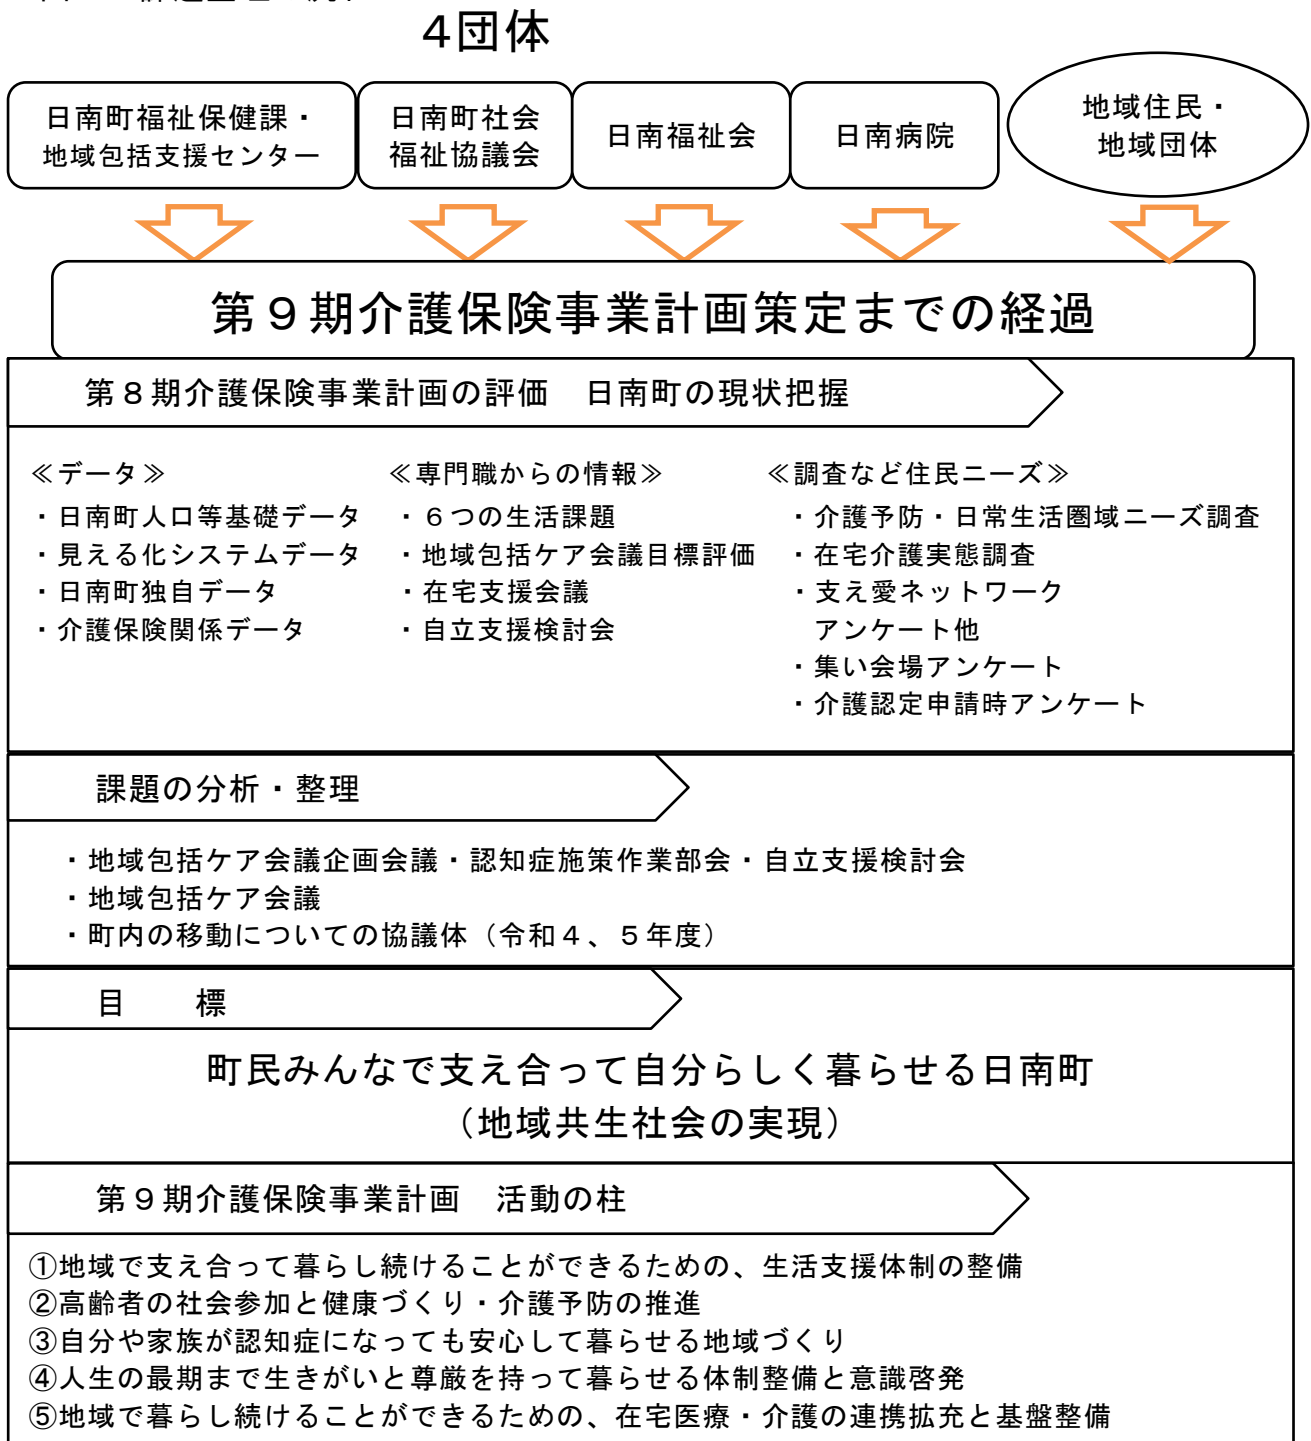 4団体
日南町福祉保健課・
地域包括支援センター
日南町社会
福祉協議会
日南福祉会
日南病院
地域住民・
地域団体
第９期介護保険事業計画策定までの経過
第８期介護保険事業計画の評価　日南町の現状把握
≪データ≫
・日南町人口等基礎データ
・見える化システムデータ
・日南町独自データ
・介護保険関係データ
≪専門職からの情報≫
・６つの生活課題
・地域包括ケア会議目標評価
・在宅支援会議
・自立支援検討会
≪調査など住民ニーズ≫
・介護予防・日常生活圏域ニーズ調査
・在宅介護実態調査
・支え愛ネットワーク
アンケート他
・集い会場アンケート
・介護認定申請時アンケート
課題の分析・整理
・地域包括ケア会議企画会議・認知症施策作業部会・自立支援検討会
・地域包括ケア会議
・町内の移動についての協議体（令和４、５年度）
目　　標
町民みんなで支え合って自分らしく暮らせる日南町
（地域共生社会の実現）
第９期介護保険事業計画　活動の柱
①地域で支え合って暮らし続けることができるための、生活支援体制の整備
②高齢者の社会参加と健康づくり・介護予防の推進
③自分や家族が認知症になっても安心して暮らせる地域づくり
④人生の最期まで生きがいと尊厳を持って暮らせる体制整備と意識啓発
⑤地域で暮らし続けることができるための、在宅医療・介護の連携拡充と基盤整備